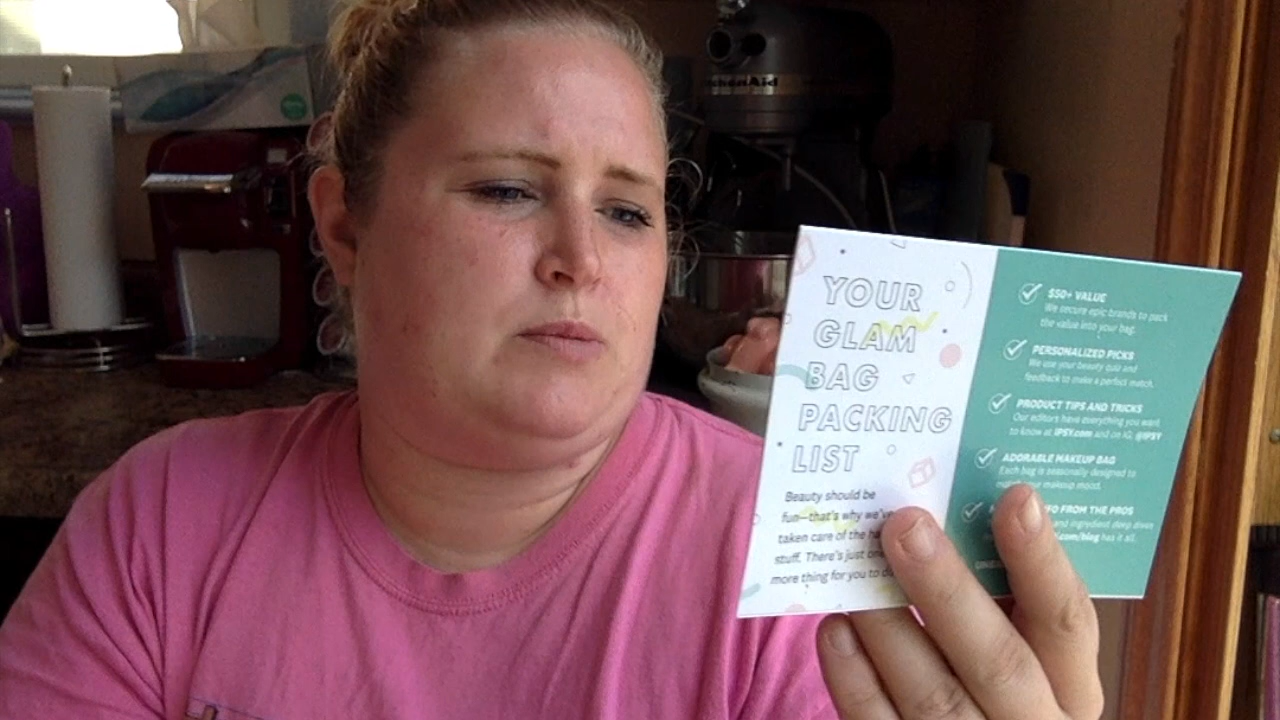 KitchenAid
YOUR
GLAM
BAG
PACKING
LIST
Beauty should be
fun—that's why we've
taken care of the
stuff. There's just one
more thing for you to do
$50+ VALUE
We secure epic brands to pack
the value into your bag.
PERSONALIZED PICKS
We use your beauty quiz and
feedback to make a perfect match.
PRODUCT TIPS AND TRICKS
Our editors have everything you want
to know at IPSY.com and on IG, @IPSY
ADORABLE MAKEUP BAG
Each bag is seasonally designed to
your makeup mood.
FROM THE PROS
and ingredient deep dives
.com/blog has it all.